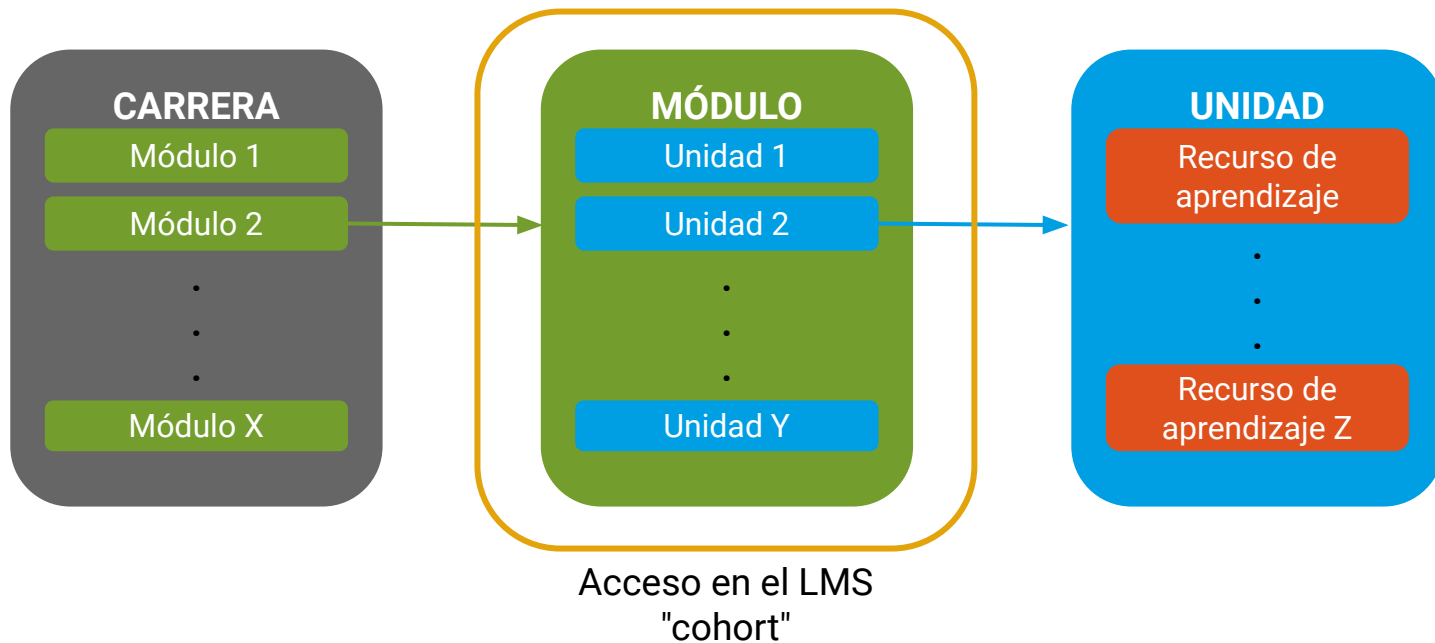 CARRERA
Módulo 1
Módulo 2
.
.
.
Módulo X
MÓDULO
Unidad 1
Unidad 2
.
.
.
Unidad Y
Acceso en el LMS
"cohort"
UNIDAD
Recurso de
aprendizaje
.
.
.
Recurso de
aprendizaje Z